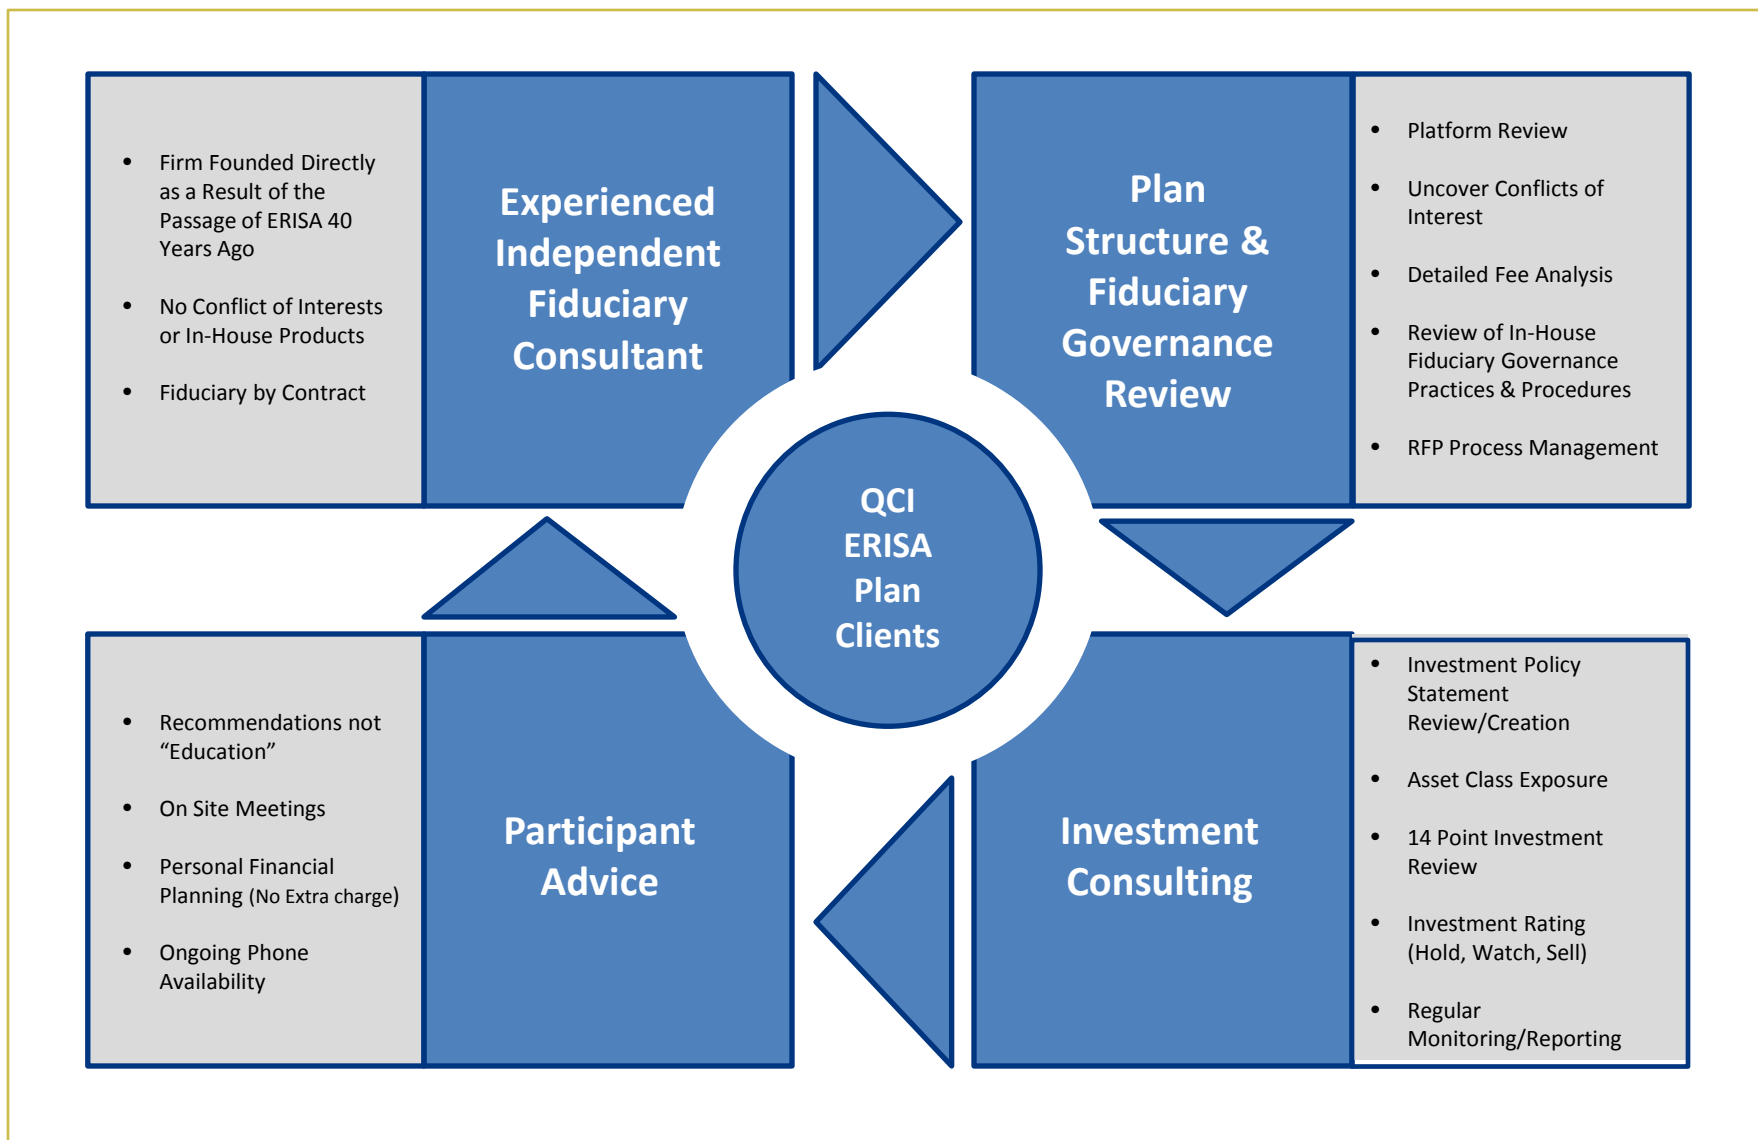 • Firm Founded Directly
as a Result of the
Passage of ERISA 40
Years Ago
• No Conflict of Interests
or In-House Products
• Fiduciary by Contract
Experienced
Independent
Fiduciary
Consultant
Plan
Structure &
Fiduciary
Governance
Review
• Platform Review
• Uncover Conflicts of
Interest
• Detailed Fee Analysis
• Review of In-House
Fiduciary Governance
Practices & Procedures
• RFP Process Management
QCI
ERISA
Plan
Clients
• Recommendations not
“Education”
• On Site Meetings
• Personal Financial
Planning (No Extra charge)
• Ongoing Phone
Availability
Participant
Advice
Investment
Consulting
• Investment Policy
Statement
Review/Creation
• Asset Class Exposure
• 14 Point Investment
Review
• Investment Rating
(Hold, Watch, Sell)
• Regular
Monitoring/Reporting